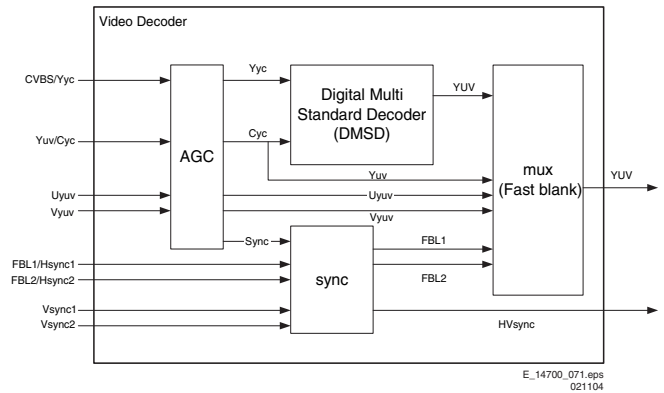 Video Decoder
CVBS/Yyc
Yyc
Digital Multi
Standard Decoder
(DMSD)
YUV
Yuv/Cyc
Cyc
AGC
Yuv
mux
(Fast blank)
YUV
Uyuv
Uyuv
Vyuv
Vyuv
Sync
FBL1
FBL1/Hsync1
FBL2/Hsync2
sync
FBL2
Vsync1
Vsync2
HVsync
E_14700_071.eps
021104